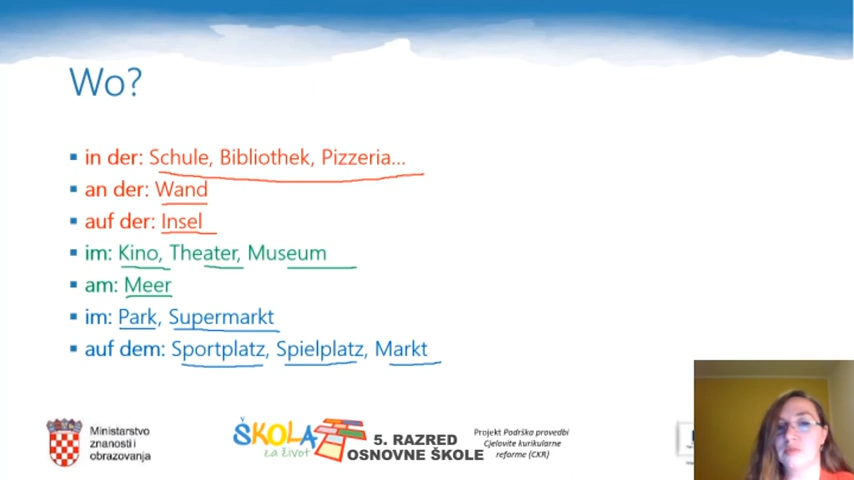 Wo?
in der: Schule, Bibliothek, Pizzeria...
an der: Wand
auf der: Insel
im: Kino, Theater, Museum
am: Meer
im: Park, Supermarkt
auf dem: Sportplatz, Spielplatz, Markt
Ministarstvo
znanosti i
obrazovanja
ŠKOLA
za život
5. RAZRED
OSNOVNE ŠKOLE
Projekt Podrška provedbi
Cjelovite kurikularne
reforme (CKR)